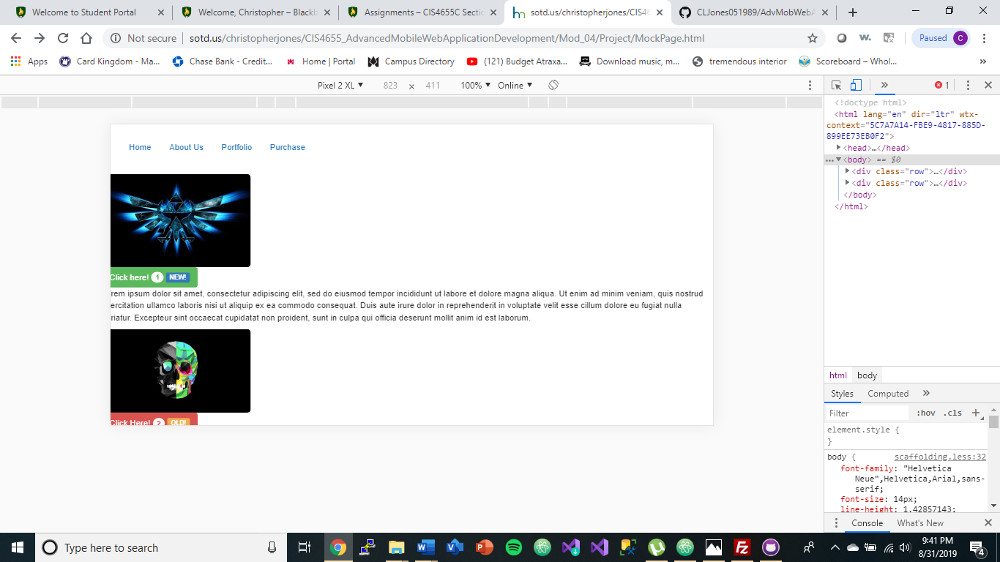 Welcome to Student Portal
Welcome, Christopher – Blackb
Assignments – CIS4655C Sectio
sotd.us/christopherjones/CIS46
CLJones051989/AdvMobWebA
Not secure sotd.us/christopherjones/CIS4655_AdvancedMobileWebApplicationDevelopment/Mod_04/Project/MockPage.html
w.
Paused C
Apps
Card Kingdom - Ma...
Chase Bank - Credit...
Home | Portal
Campus Directory
(121) Budget Atraxa...
Download music, m...
tremendous interior
Scoreboard – Whol...
»
Pixel 2 XL ▼ 823 × 411 100% ▼ Online ▼
» 1
Home About Us Portfolio Purchase
Click here! 1 NEW!
rem ipsum dolor sit amet, consectetur adipiscing elit, sed do eiusmod tempor incididunt ut labore et dolore magna aliqua. Ut enim ad minim veniam, quis nostrud
ercitation ullamco laboris nisi ut aliquip ex ea commodo consequat. Duis aute irure dolor in reprehenderit in voluptate velit esse cillum dolore eu fugiat nulla
riatur. Excepteur sint occaecat cupidatat non proident, sunt in culpa qui officia deserunt mollit anim id est laborum.
Click Here! 2 OLD!
<!doctype html>
<html lang="en" dir="ltr" wtx-
context="5C7A7A14-FBE9-4817-885D-
899EE73EB0F2">
<head>…</head>
<body> == $0
<div class="row">…</div>
<div class="row">…</div>
</body>
</html>
html body
Styles Computed »
Filter :hov .cls +
element.style {
}
body { scaffolding.less:32
font-family: "Helvetica
Neue",Helvetica,Arial,sans-
serif;
font-size: 14px;
line-height: 1.42857143;
Console What's New
Type here to search
9:41 PM
8/31/2019
4